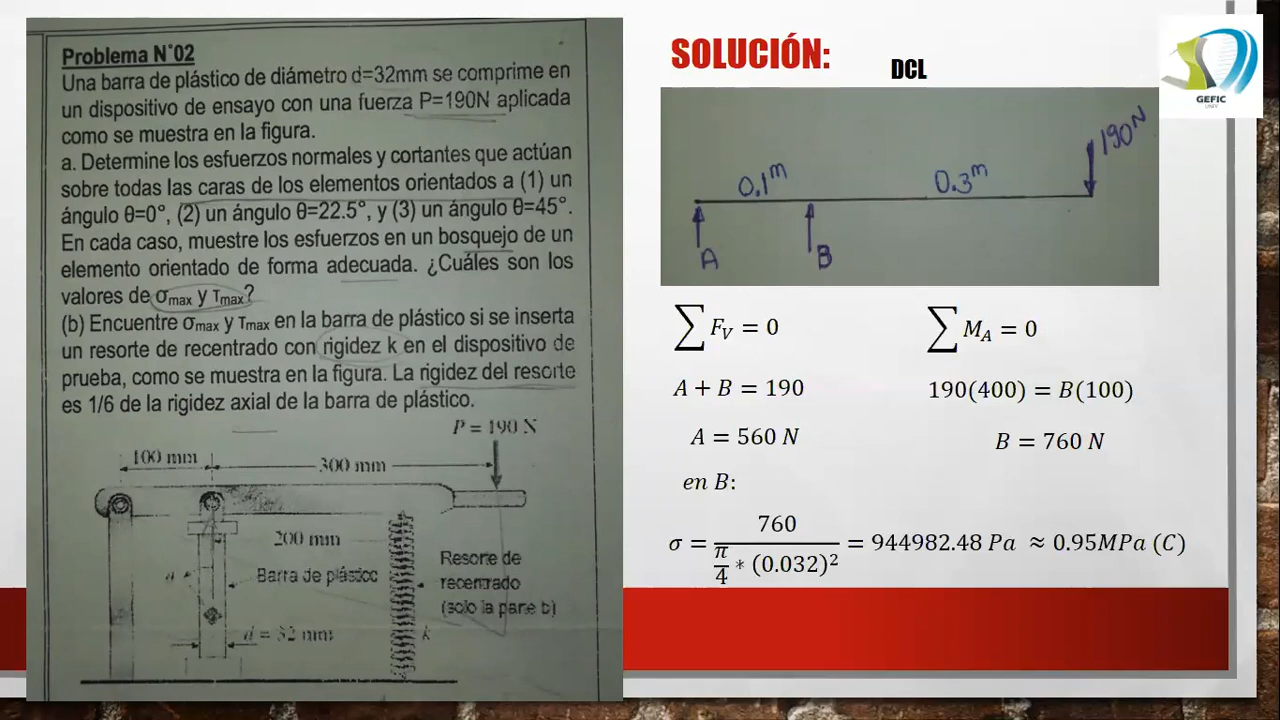 Problema N°02
Una barra de plástico de diámetro d=32mm se comprime en
un dispositivo de ensayo con una fuerza P=190N aplicada
como se muestra en la figura.
a. Determine los esfuerzos normales y cortantes que actúan
sobre todas las caras de los elementos orientados a (1) un
ángulo θ=0°, (2) un ángulo θ=22.5°, y (3) un ángulo θ=45°.
En cada caso, muestre los esfuerzos en un bosquejo de un
elemento orientado de forma adecuada. ¿Cuáles son los
valores de σmax y τmax?
(b) Encuentre σmax y τmax en la barra de plástico si se inserta
un resorte de recentrado con rigidez k en el dispositivo de
prueba, como se muestra en la figura. La rigidez del resorte
es 1/6 de la rigidez axial de la barra de plástico.
P = 190 N
100 mm
300 mm
200 mm
Resorte de
recentrado
(solo la parte b)
Barra de plástico
d = 32 mm
k
SOLUCIÓN:
DCL
GEFIC
UNIV
0.1 m
0.3 m
190 N
A
B
∑ F_V = 0
∑ M_A = 0
A + B = 190
190(400) = B(100)
A = 560 N
B = 760 N
en B:
σ = 760 / (π/4 * (0.032)²) = 944982.48 Pa ≈ 0.95MPa (C)